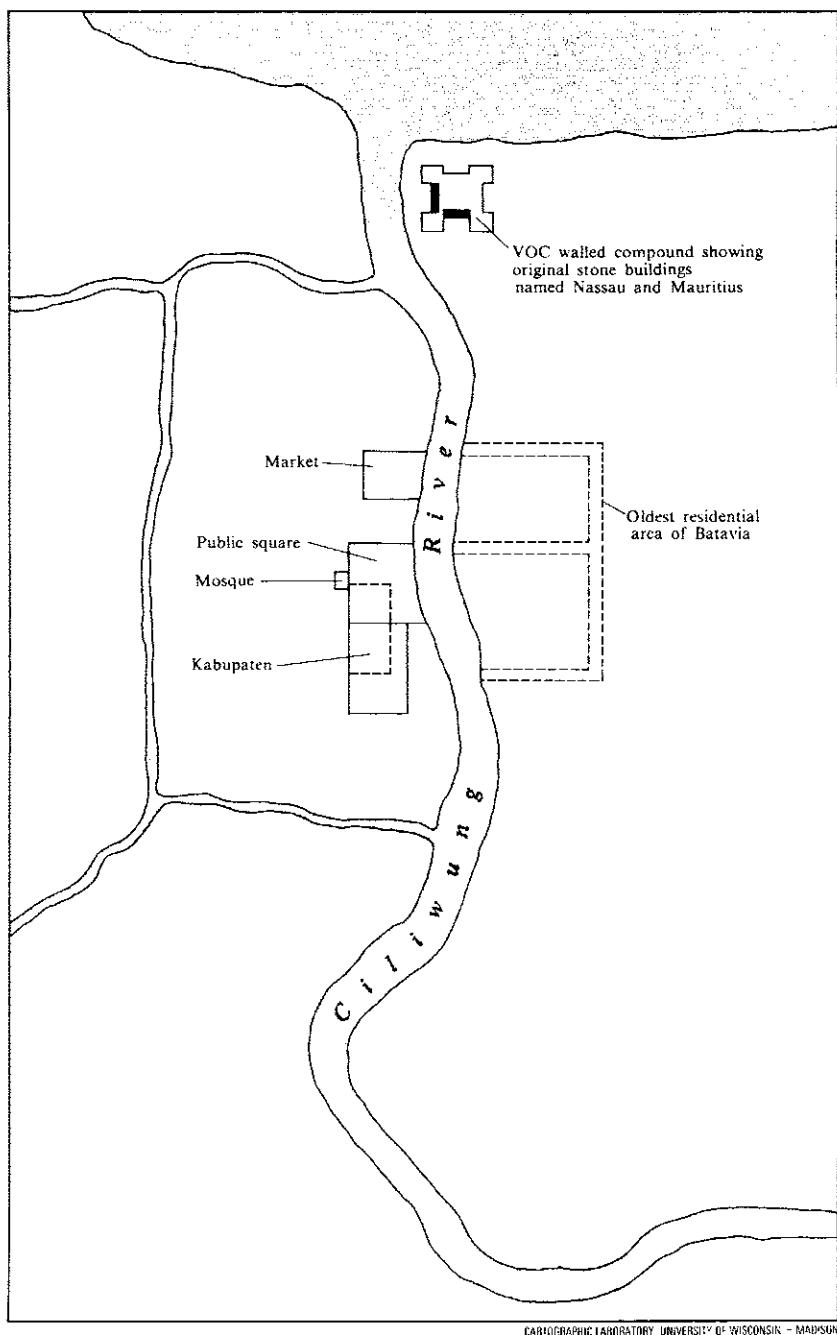 VOC walled compound showing
original stone buildings
named Nassau and Mauritius
Market
River
Public square
Oldest residential
area of Batavia
Mosque
Kabupaten
Ciliwung
CARTOGRAPHIC LABORATORY UNIVERSITY OF WISCONSIN – MADISON